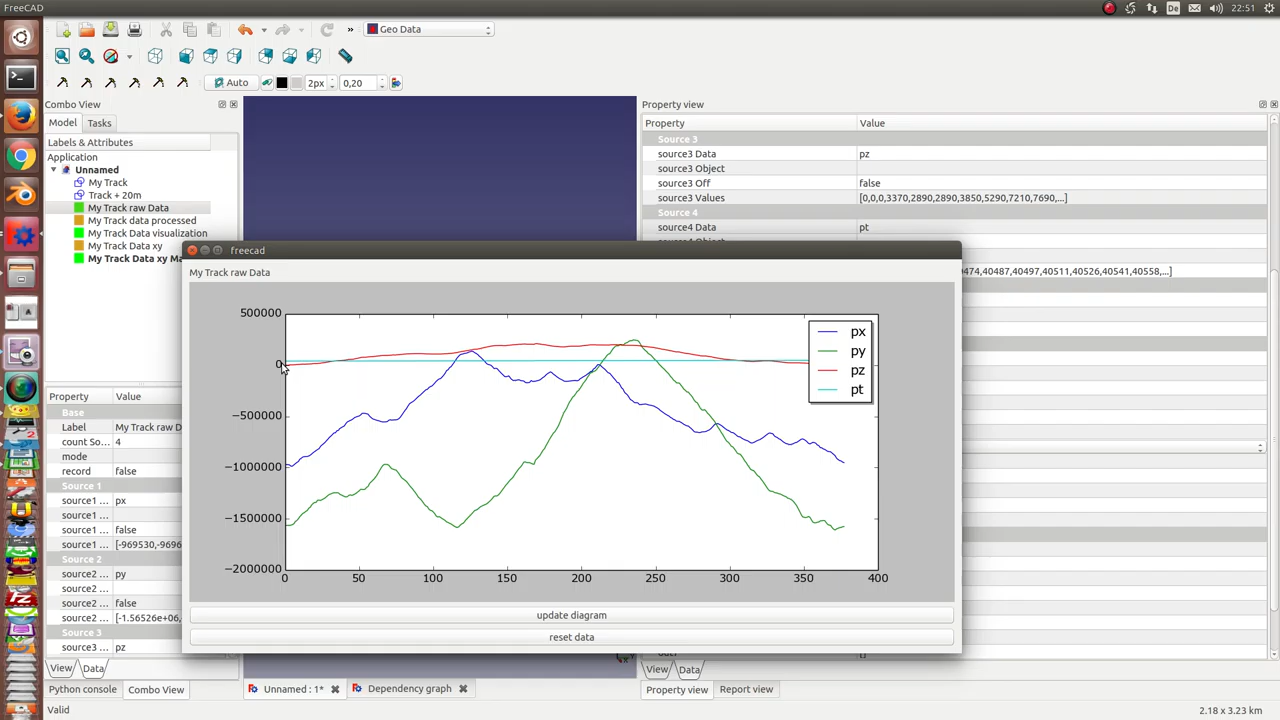 FreeCAD
De
22:51
»
Geo Data
Auto
2px
0,20
Combo View
Property view
Model
Tasks
Property
Value
Labels & Attributes
Source 3
Application
source3 Data
pz
Unnamed
source3 Object
My Track
source3 Off
false
Track + 20m
source3 Values
[0,0,0,3370,2890,2890,3850,5290,7210,7690,...]
My Track raw Data
Source 4
My Track data processed
source4 Data
pt
My Track Data visualization
My Track Data xy
My Track Data xy Ma
freecad
474,40487,40497,40511,40526,40541,40558,...]
My Track raw Data
500000
0
−500000
−1000000
−1500000
−2000000
0
50
100
150
200
250
300
350
400
px
py
pz
pt
update diagram
reset data
Property
Value
Base
Label
My Track raw D
count So...
4
mode
record
false
Source 1
source1 ...
px
source1 ...
source1 ...
false
source1 ...
[-969530,-9696
Source 2
source2 ...
py
source2 ...
source2 ...
false
source2 ...
[-1.56526e+06,
Source 3
source3 ...
pz
View
Data
View
Data
Python console
Combo View
Unnamed : 1*
Dependency graph
Property view
Report view
Valid
2.18 x 3.23 km